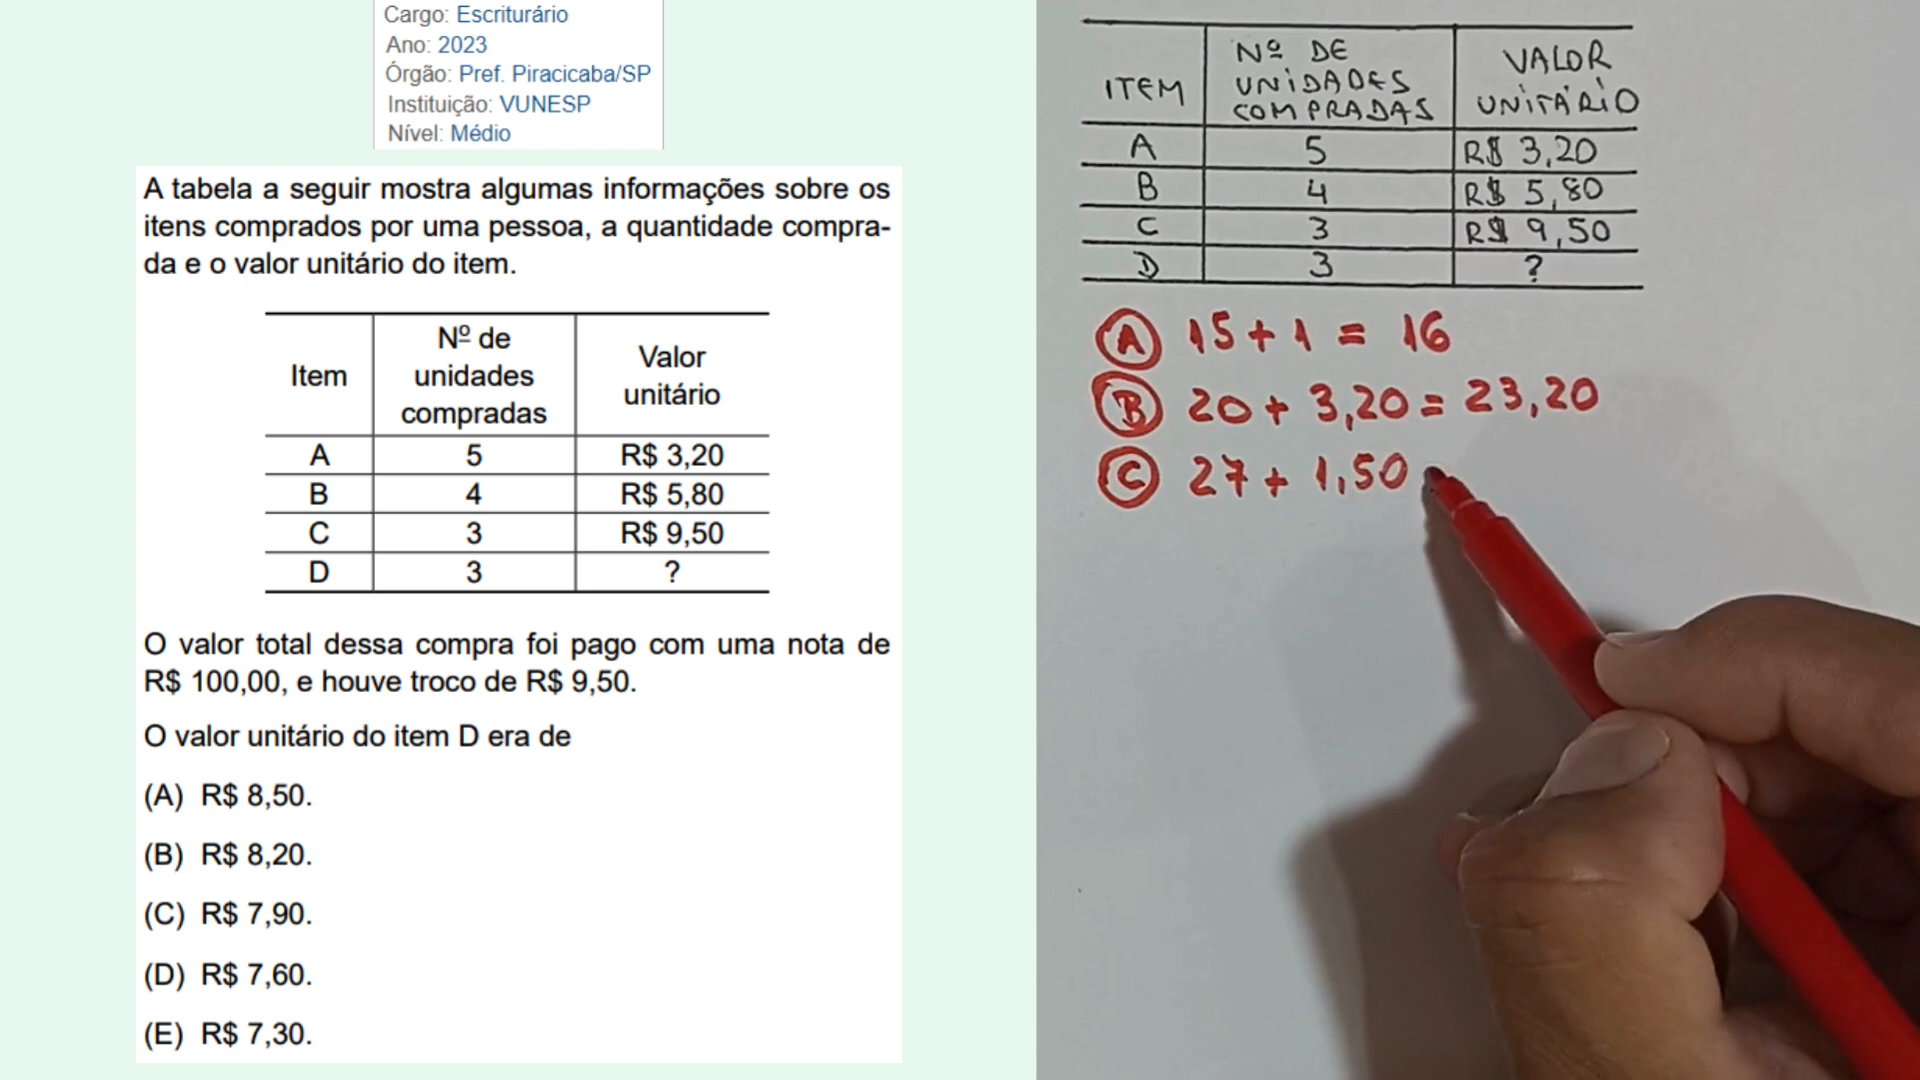 Cargo: Escriturário
Ano: 2023
Órgão: Pref. Piracicaba/SP
Instituição: VUNESP
Nível: Médio
A tabela a seguir mostra algumas informações sobre os
itens comprados por uma pessoa, a quantidade compra-
da e o valor unitário do item.
Item | Nº de unidades compradas | Valor unitário
A 5 R$ 3,20
B 4 R$ 5,80
C 3 R$ 9,50
D 3 ?
O valor total dessa compra foi pago com uma nota de
R$ 100,00, e houve troco de R$ 9,50.
O valor unitário do item D era de
(A) R$ 8,50.
(B) R$ 8,20.
(C) R$ 7,90.
(D) R$ 7,60.
(E) R$ 7,30.
ITEM | Nº DE UNIDADES COMPRADAS | VALOR UNITÁRIO
A 5 R$ 3,20
B 4 R$ 5,80
C 3 R$ 9,50
D 3 ?
A 15 + 1 = 16
B 20 + 3,20 = 23,20
C 27 + 1,50